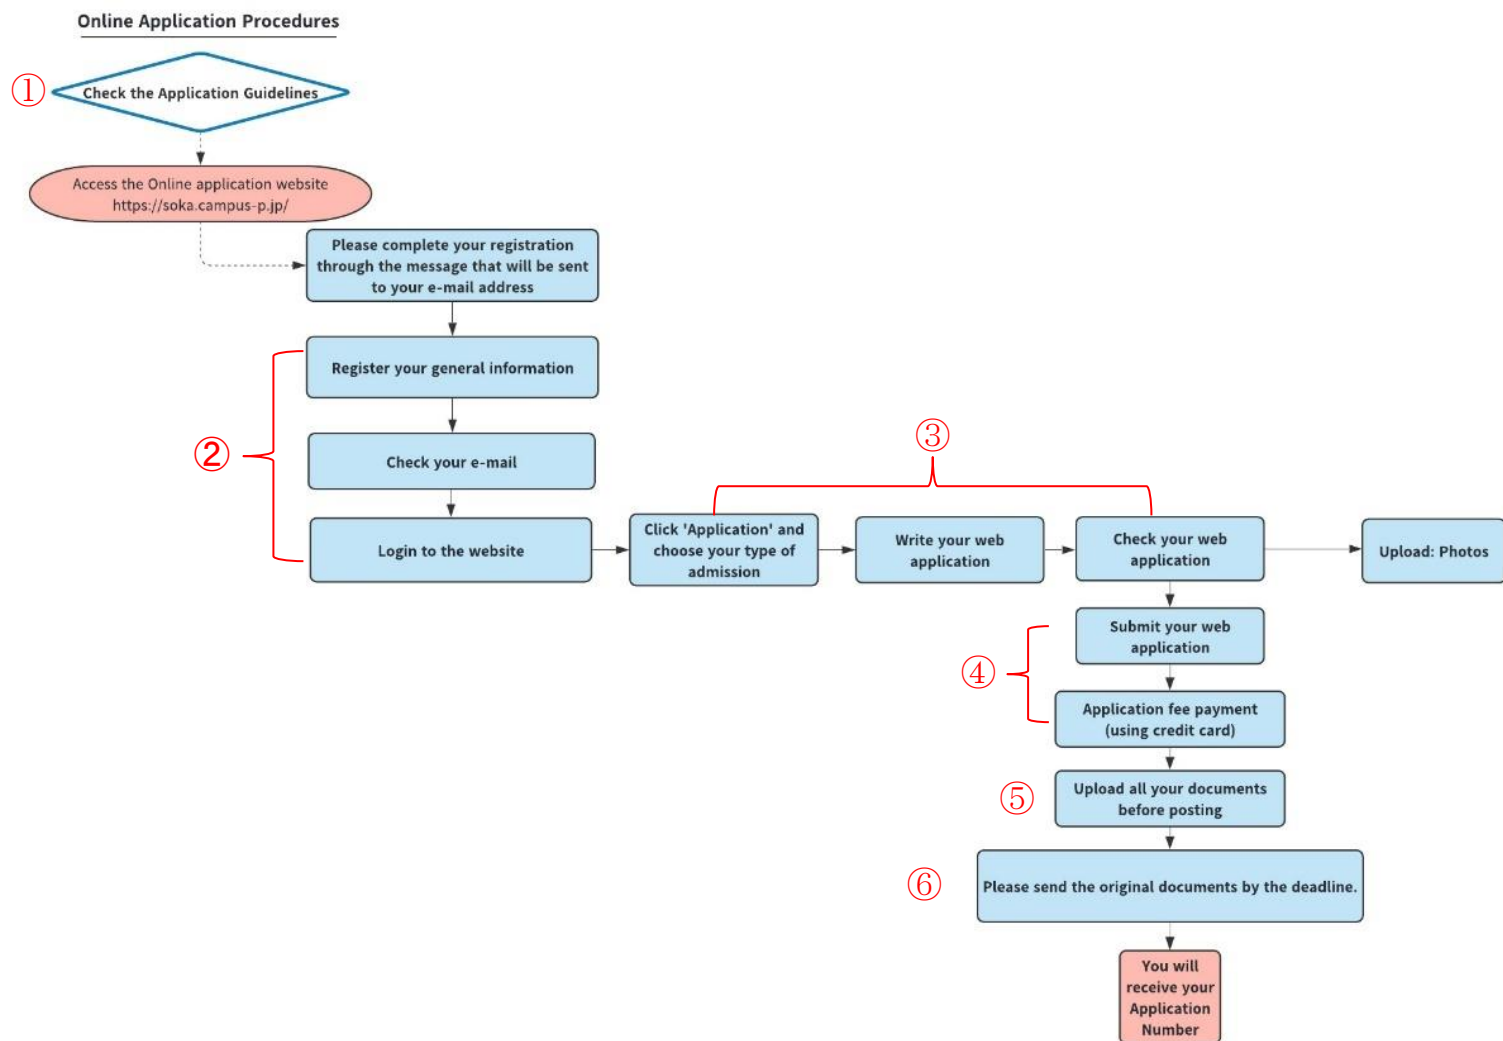 Online Application Procedures
①
Check the Application Guidelines
Access the Online application website
https://soka.campus-p.jp/
Please complete your registration
through the message that will be sent
to your e-mail address
②
Register your general information
Check your e-mail
Login to the website
③
Click 'Application' and
choose your type of
admission
Write your web
application
Check your web
application
Upload: Photos
④
Submit your web
application
Application fee payment
(using credit card)
⑤
Upload all your documents
before posting
⑥
Please send the original documents by the deadline.
You will
receive your
Application
Number